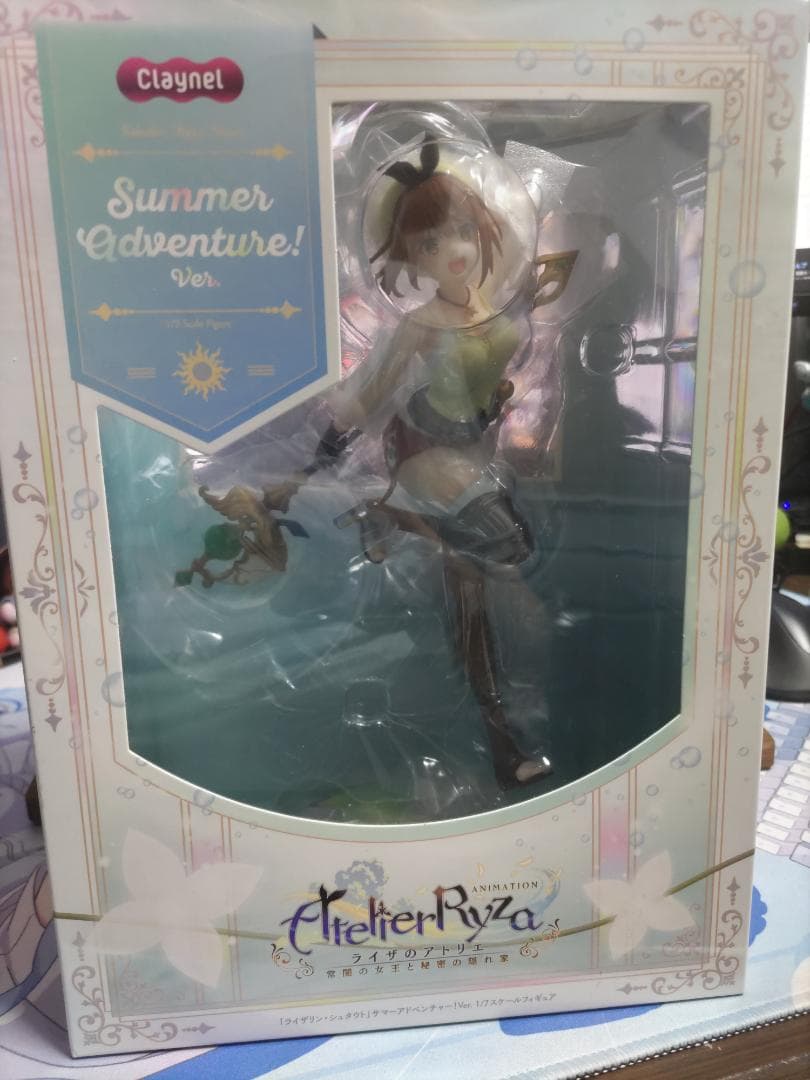 Claynel
Summer
Adventure!
Ver.
1/7 Scale Figure
ANIMATION
Atelier Ryza
ライザのアトリエ
常闇の女王と秘密の隠れ家
「ライザリン・シュタウト」サマーアドベンチャー！Ver. 1/7スケールフィギュア